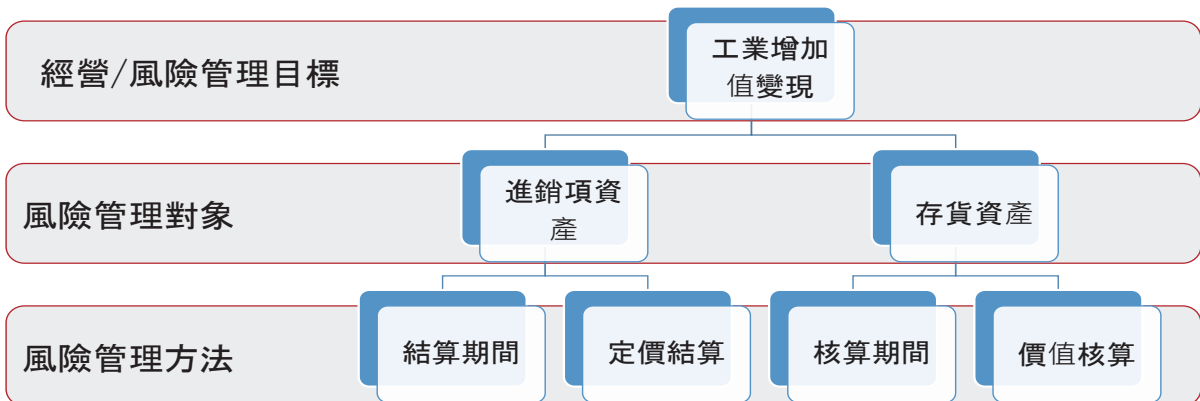 經營/風險管理目標
工業增加
值變現
風險管理對象
進銷項資
產
存貨資產
風險管理方法
結算期間
定價結算
核算期間
價值核算